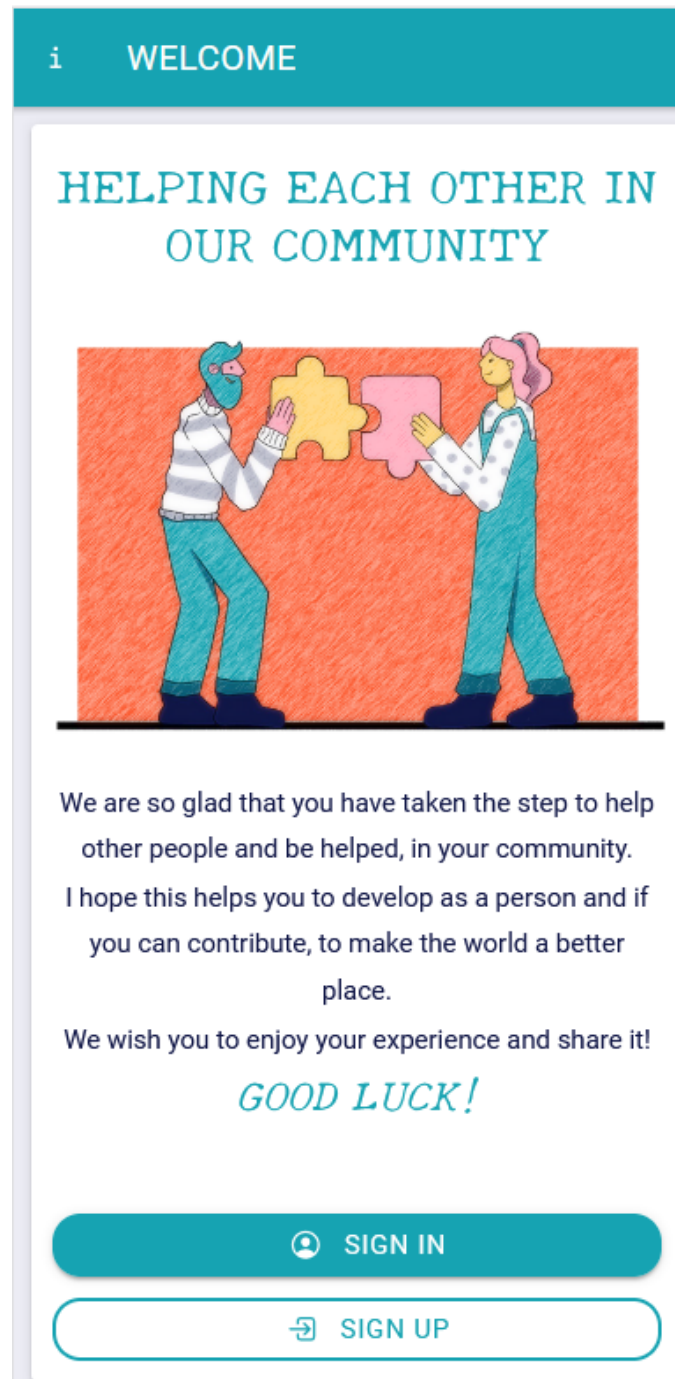 i WELCOME
HELPING EACH OTHER IN
OUR COMMUNITY
We are so glad that you have taken the step to help
other people and be helped, in your community.
I hope this helps you to develop as a person and if
you can contribute, to make the world a better
place.
We wish you to enjoy your experience and share it!
GOOD LUCK!
SIGN IN
SIGN UP